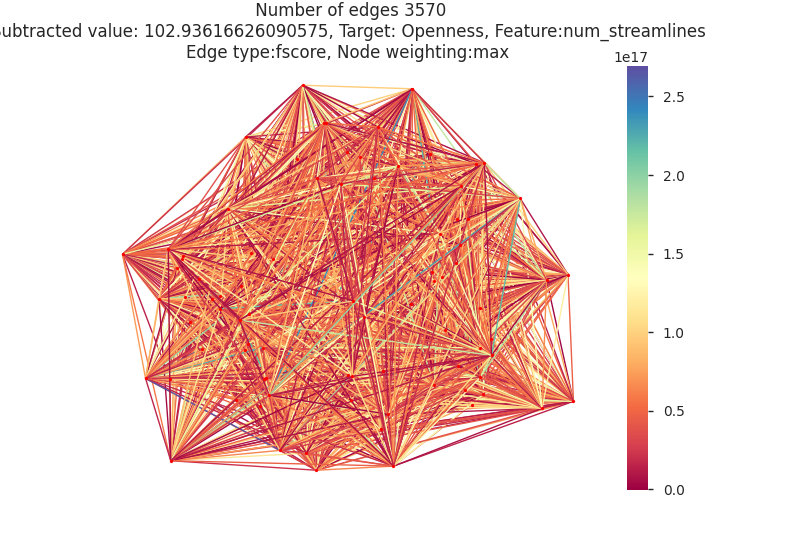 Number of edges 3570
ubtracted value: 102.93616626090575, Target: Openness, Feature:num_streamlines
Edge type:fscore, Node weighting:max
1e17
2.5
2.0
1.5
1.0
0.5
0.0